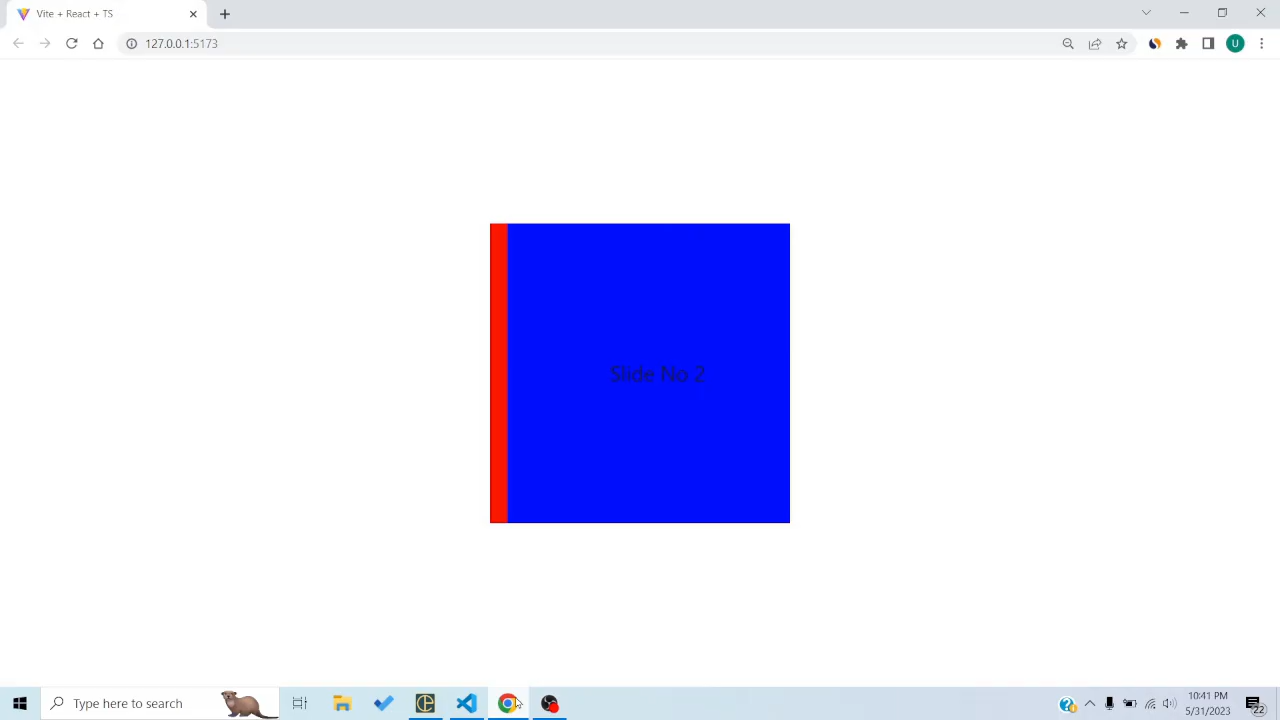 Vite + React + TS
127.0.0.1:5173
U
Slide No 2
Type here to search
10:41 PM
5/31/2023
22